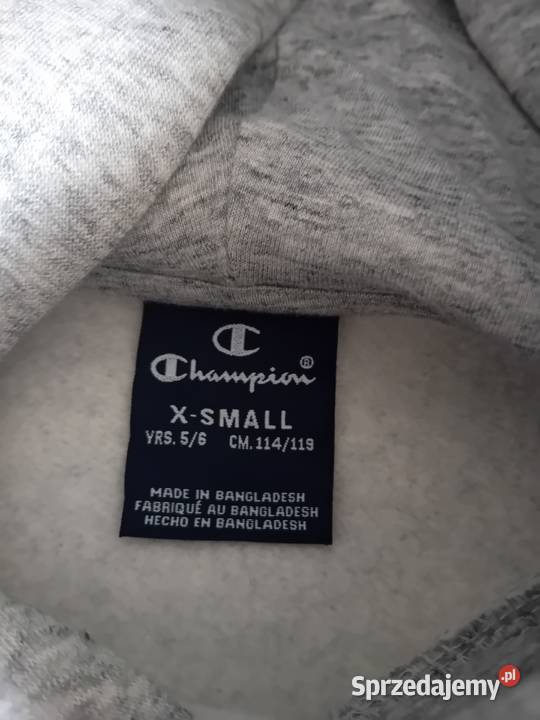 Champion®
X-SMALL
YRS. 5/6 CM. 114/119
MADE IN BANGLADESH
FABRIQUÉ AU BANGLADESH
HECHO EN BANGLADESH
Sprzedajemy.pl